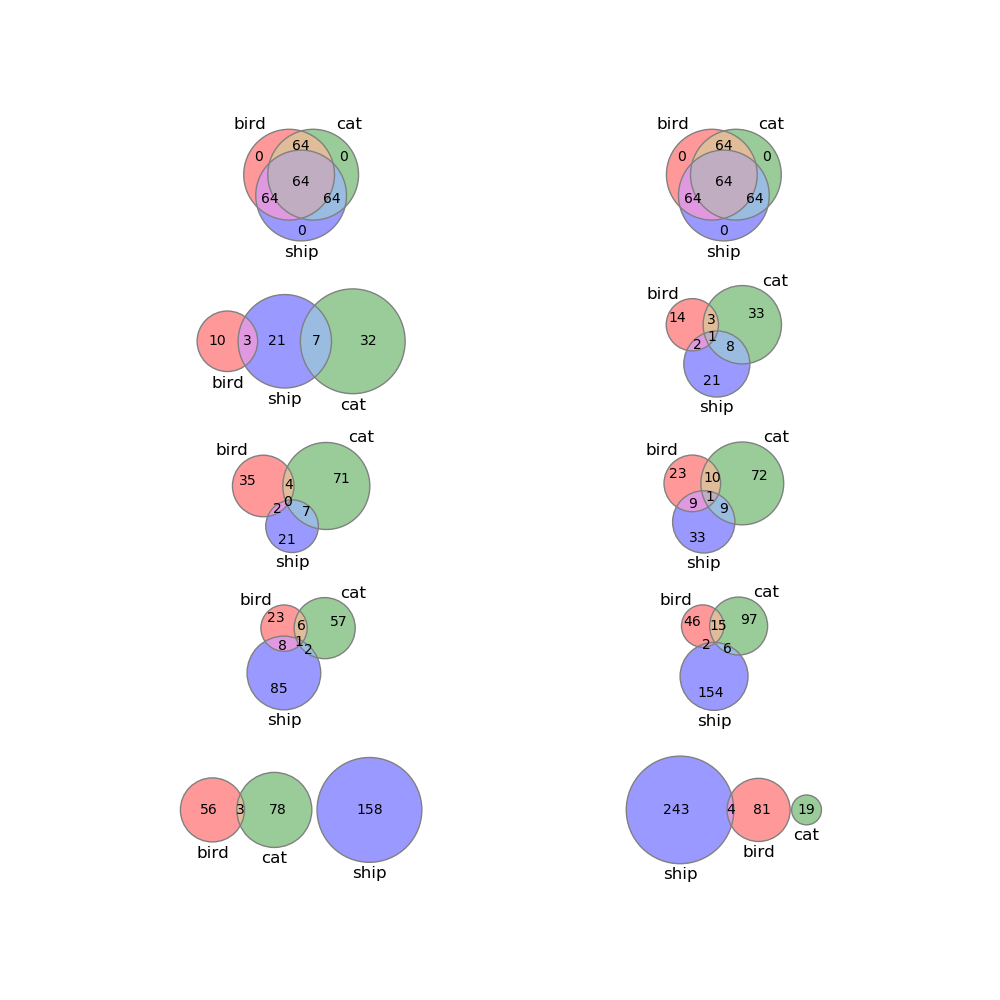 bird cat
64
0 0
64
64 64
0
ship
bird cat
64
0 0
64
64 64
0
ship
10 3 21 7 32
bird
ship
cat
cat
bird
14 3 33
1
2 8
21
ship
cat
bird
35 4 71
0
2 7
21
ship
cat
bird
23 10 72
1
9 9
33
ship
cat
bird
23 6 57
1
8 2
85
ship
cat
bird
46 15 97
2 6
154
ship
56 3 78 158
bird
cat
ship
243 4 81 19
cat
bird
ship